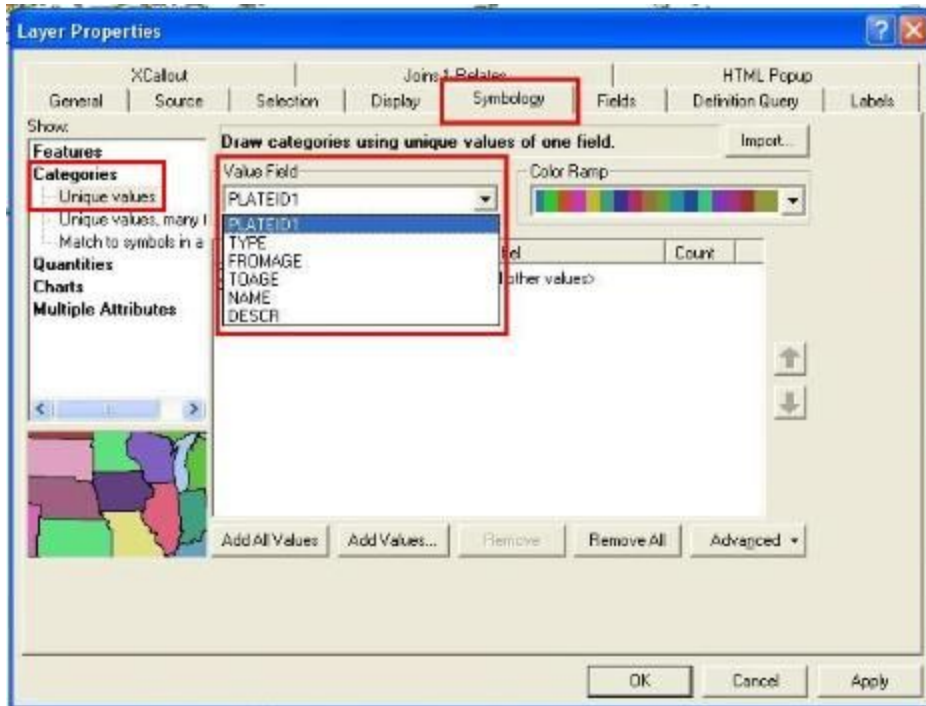 Layer Properties
XCallout Joins & Relates HTML Popup
General Source Selection Display Symbology Fields Definition Query Labels
Show:
Features
Categories
Unique values
Unique values, many f
Match to symbols in a
Quantities
Charts
Multiple Attributes
Draw categories using unique values of one field.
Import...
Value Field
PLATEID1
PLATEID1
TYPE
FROMAGE
TOAGE
NAME
DESCR
Color Ramp
Count
other values>
Add All Values Add Values... Remove Remove All Advanced
OK Cancel Apply